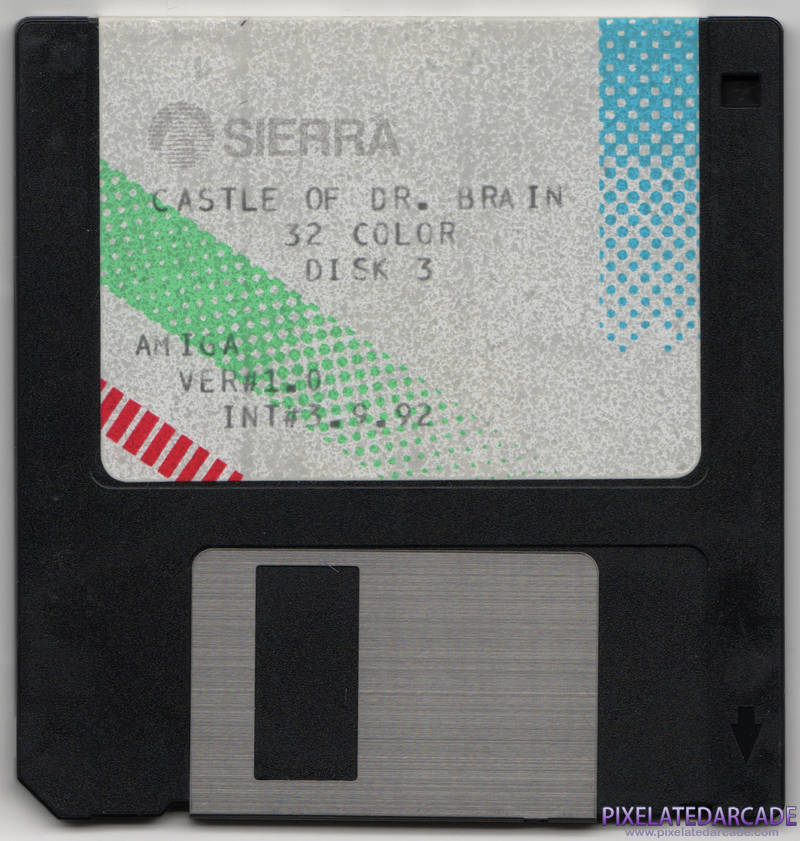 SIERRA
CASTLE OF DR. BRAIN
32 COLOR
DISK 3
AMIGA
VER#1.0
INT#3.9.92
PIXELATEDARCADE
www.pixelatedarcade.com